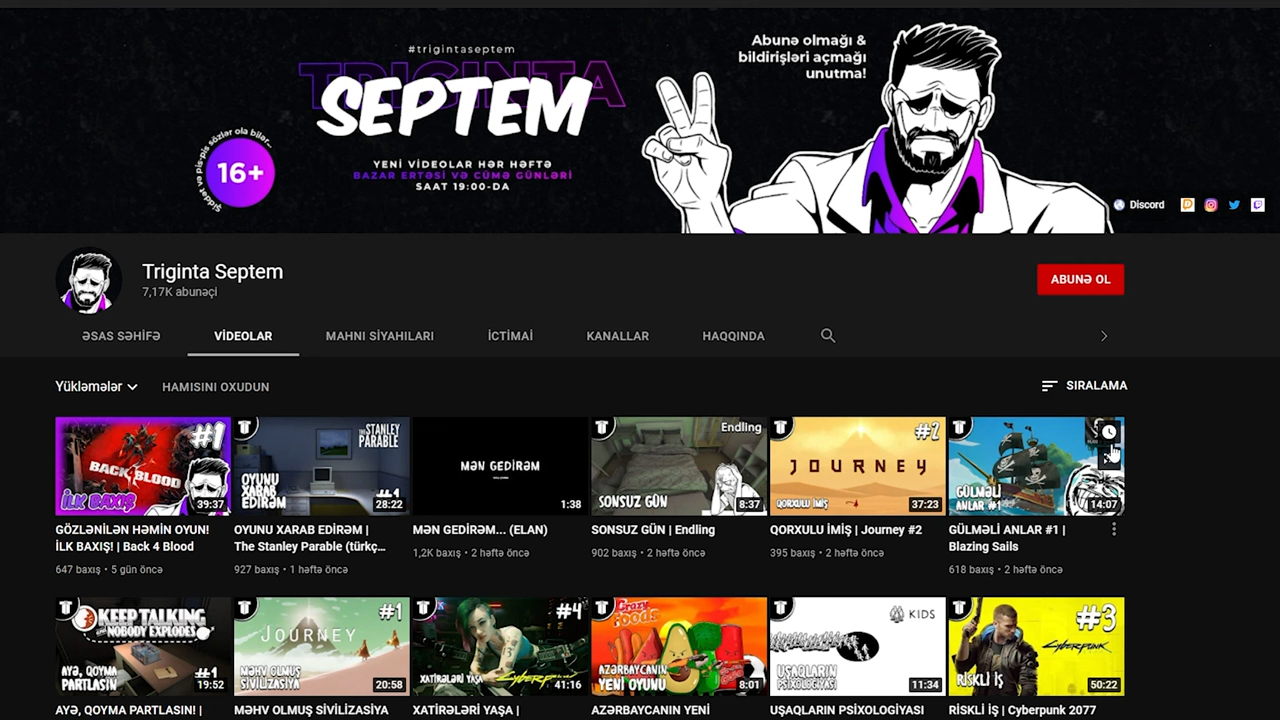 #trigintaseptem
TRIGINTA
SEPTEM
YENİ VİDEOLAR HƏR HƏFTƏ
BAZAR ERTƏSİ VƏ CÜMƏ GÜNLƏRİ
SAAT 19:00-DA
Şiddət və pis-pis sözlər ola bilər...
16+
Abunə olmağı &
bildirişləri açmağı
unutma!
Discord
Triginta Septem
7,17K abunəçi
ABUNƏ OL
ƏSAS SƏHİFƏ
VİDEOLAR
MAHNI SİYAHILARI
İCTİMAİ
KANALLAR
HAQQINDA
Yükləmələr
HAMISINI OXUDUN
SIRALAMA
#1
BACK 4 BLOOD
İLK BAXIŞ
39:37
THE STANLEY
PARABLE
OYUNU
XARAB
EDİRƏM
#1
28:22
MƏN GEDİRƏM
1:38
Endling
SONSUZ GÜN
8:37
#2
JOURNEY
QORXULU İMİŞ
37:23
GÜLMƏLİ
ANLAR #1
14:07
GÖZLƏNİLƏN HƏMİN OYUN!
İLK BAXIŞ! | Back 4 Blood
647 baxış • 5 gün öncə
OYUNU XARAB EDİRƏM |
The Stanley Parable (türkç...
927 baxış • 1 həftə öncə
MƏN GEDİRƏM... (ELAN)
1,2K baxış • 2 həftə öncə
SONSUZ GÜN | Endling
902 baxış • 2 həftə öncə
QORXULU İMİŞ | Journey #2
395 baxış • 2 həftə öncə
GÜLMƏLİ ANLAR #1 |
Blazing Sails
618 baxış • 2 həftə öncə
KEEP TALKING
AND NOBODY EXPLODES
AYƏ, QOYMA
PARTLASIN
#1
19:52
#1
JOURNEY
MƏHV OLMUŞ
SİVİLİZASİYA
20:58
#4
XATİRƏLƏRİ YAŞA
CYBERPUNK
41:16
Crazy
Foods
AZƏRBAYCANIN
YENİ OYUNU
8:01
KIDS
UŞAQLARIN
PSİXOLOGİYASI
11:34
#3
CYBERPUNK
RİSKLİ İŞ
50:22
AYƏ, QOYMA PARTLASIN! |
MƏHV OLMUŞ SİVİLİZASİYA
XATİRƏLƏRİ YAŞA |
AZƏRBAYCANIN YENİ
UŞAQLARIN PSİXOLOGİYASI
RİSKLİ İŞ | Cyberpunk 2077